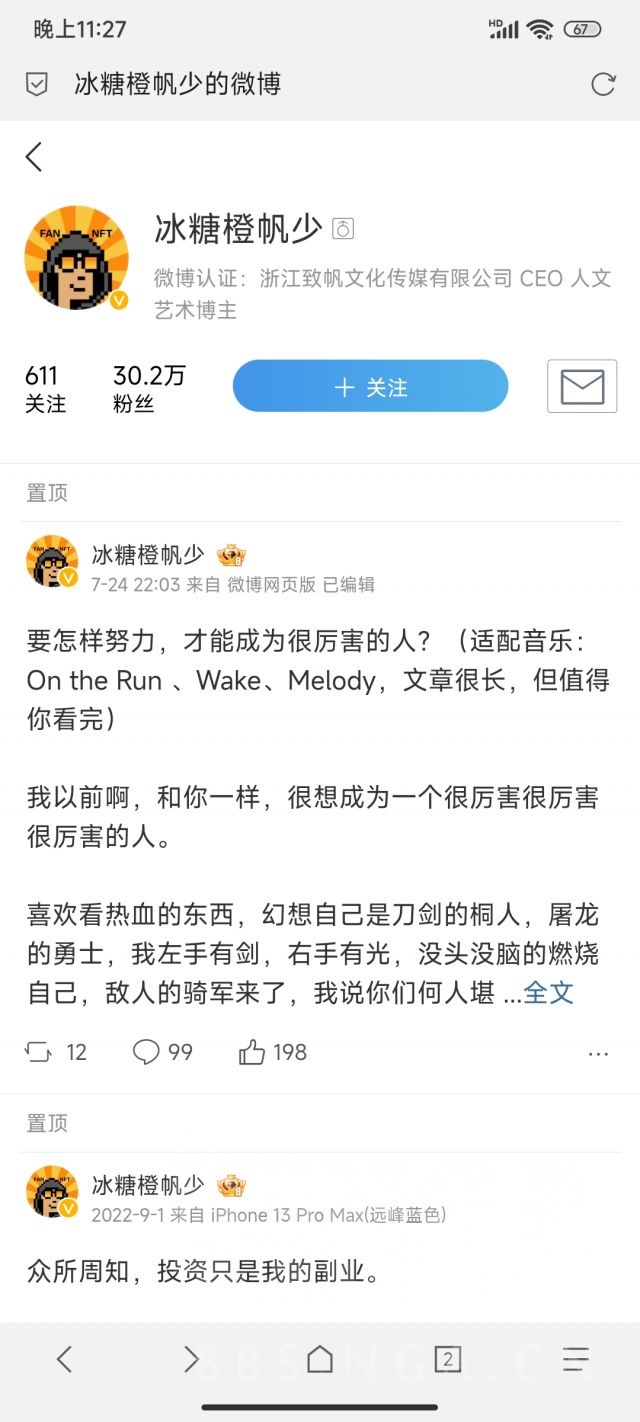 晚上11:27
HD
67
冰糖橙帆少的微博
FAN NFT
冰糖橙帆少
微博认证：浙江致帆文化传媒有限公司 CEO 人文
艺术博主
611
30.2万
关注
粉丝
关注
置顶
FAN NFT
冰糖橙帆少
7-24 22:03 来自 微博网页版 已编辑
要怎样努力，才能成为很厉害的人？（适配音乐：
On the Run 、Wake、Melody，文章很长，但值得
你看完）
我以前啊，和你一样，很想成为一个很厉害很厉害
很厉害的人。
喜欢看热血的东西，幻想自己是刀剑的桐人，屠龙
的勇士，我左手有剑，右手有光，没头没脑的燃烧
自己，敌人的骑军来了，我说你们何人堪 ...全文
12
99
198
置顶
FAN NFT
冰糖橙帆少
2022-9-1 来自 iPhone 13 Pro Max(远峰蓝色)
众所周知，投资只是我的副业。
2
BBS.NGA.CN